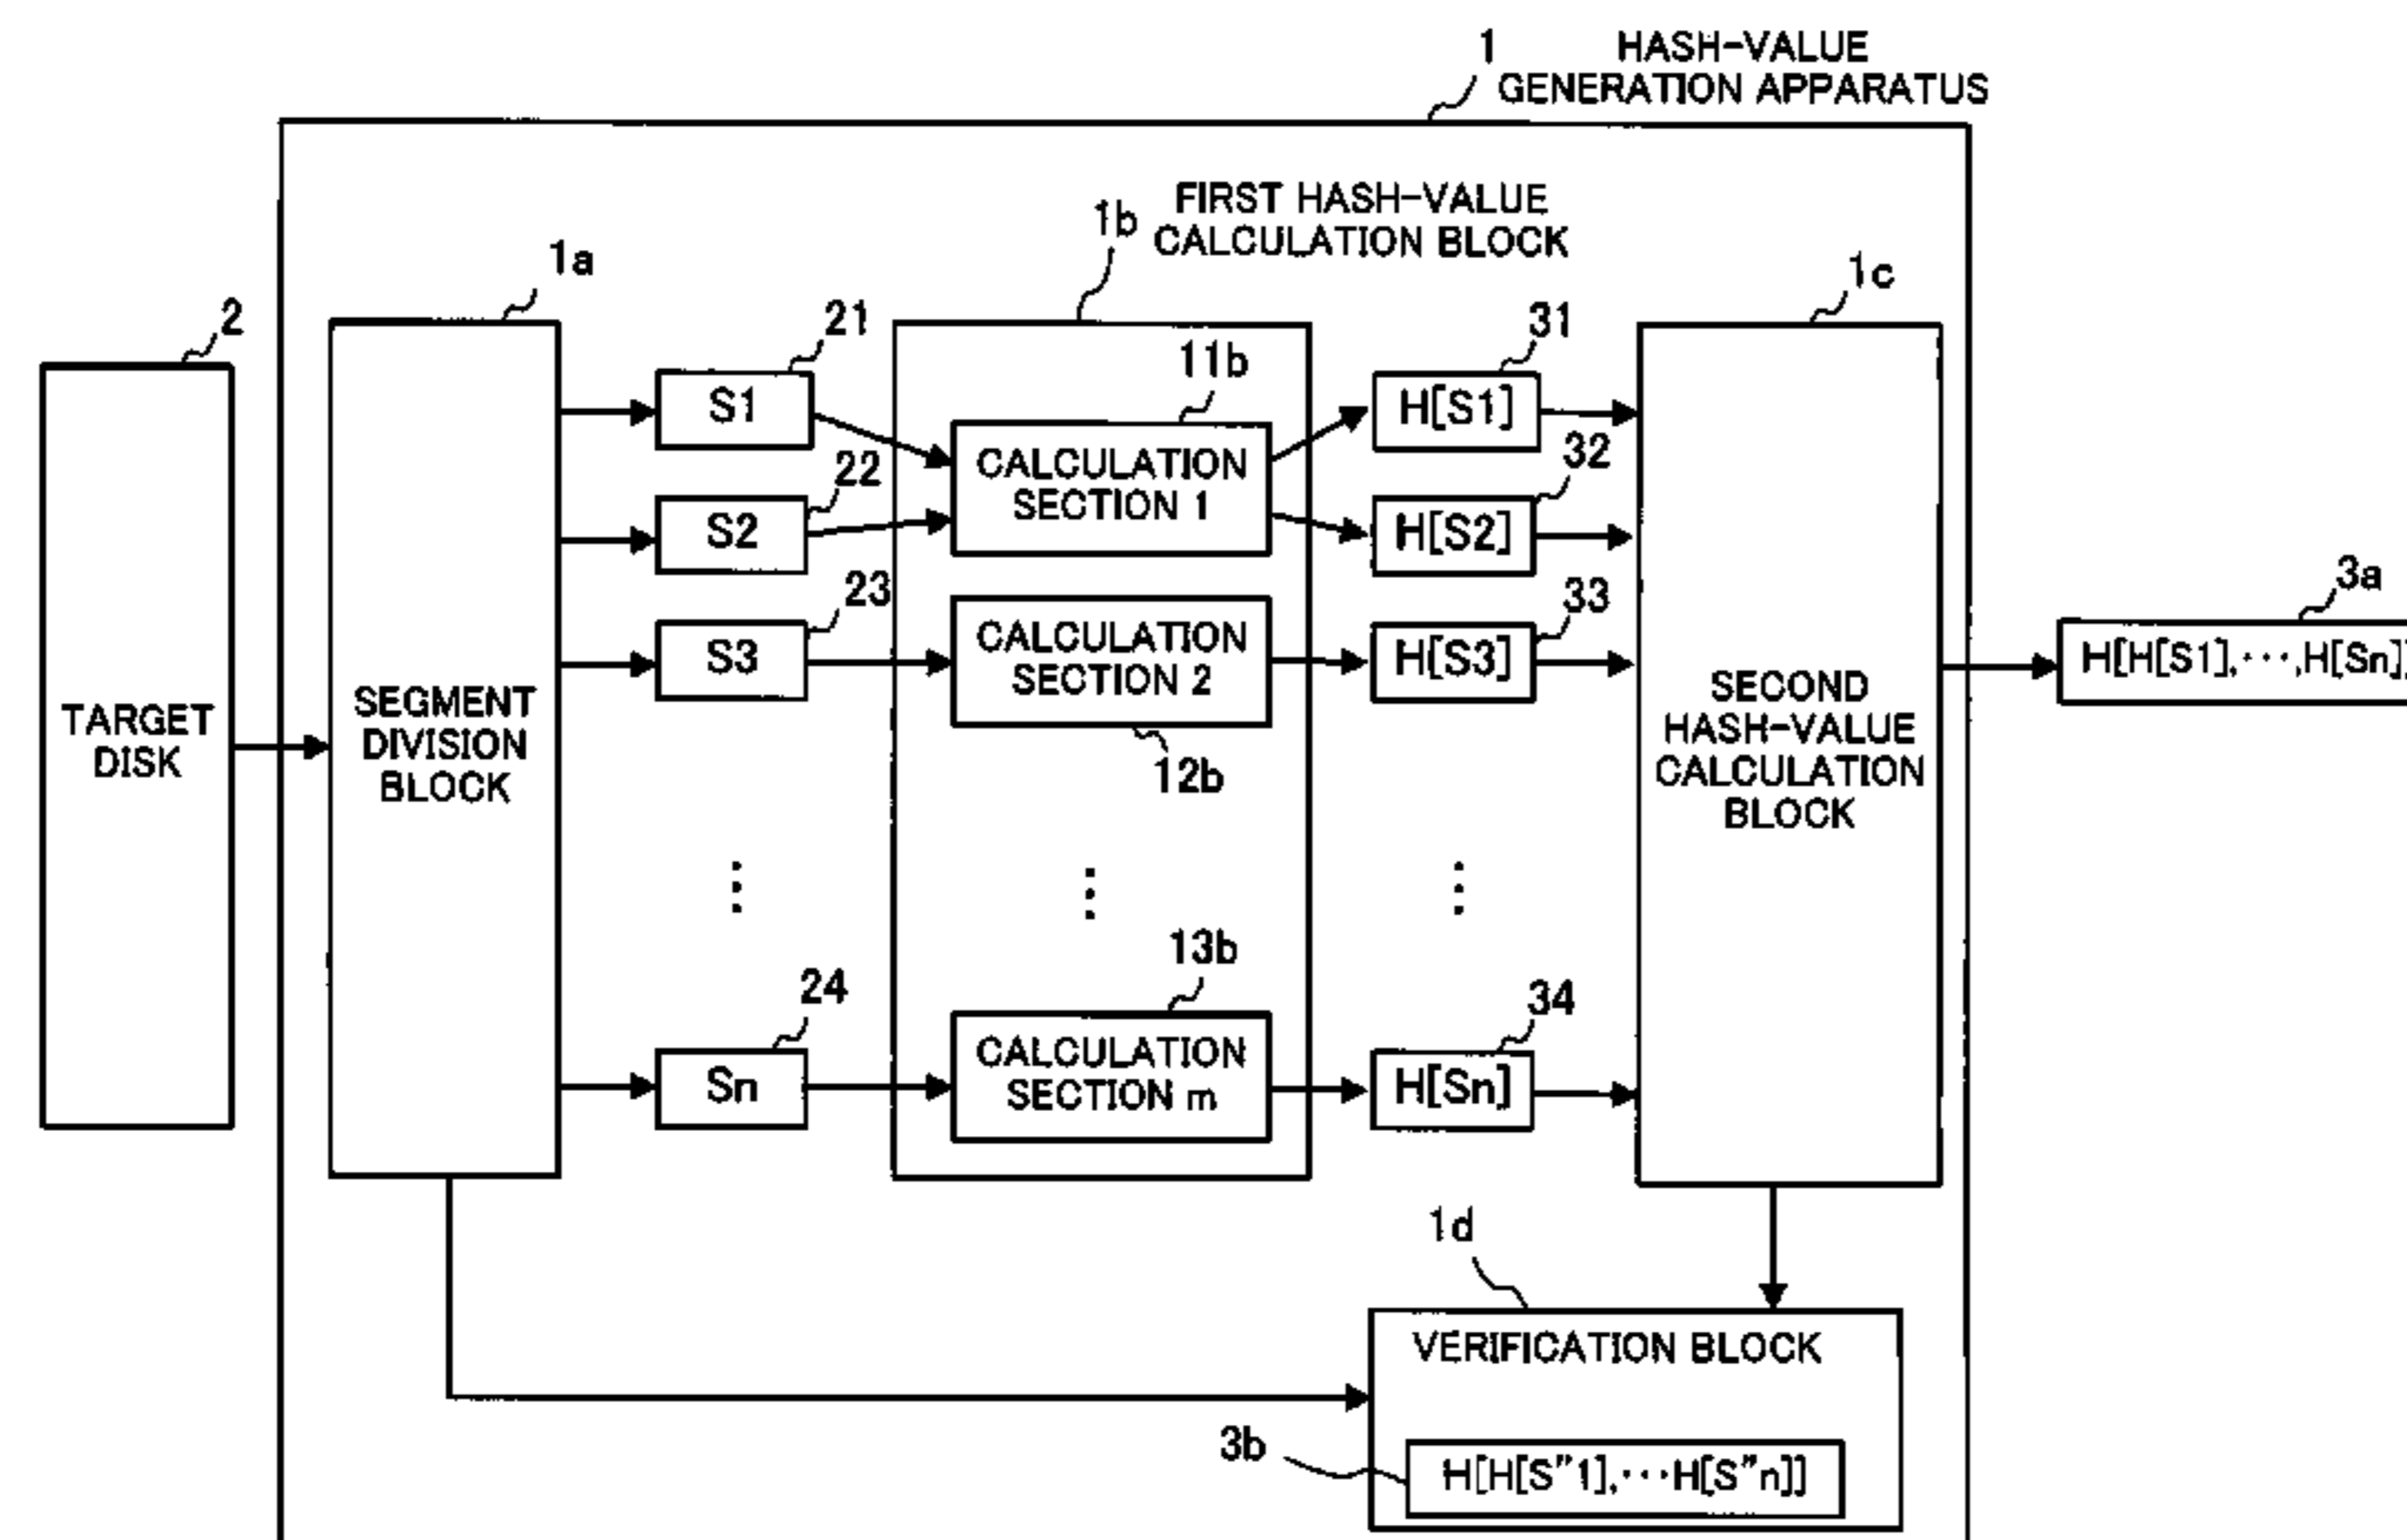 1
HASH-VALUE
GENERATION APPARATUS
FIRST HASH-VALUE
CALCULATION BLOCK
1b
1a
1c
2
21
31
S1
11b
H[S1]
CALCULATION
SECTION 1
22
32
S2
H[S2]
23
33
S3
CALCULATION
SECTION 2
H[S3]
12b
3a
H[H[S1],···,H[Sn]]
TARGET
DISK
SEGMENT
DIVISION
BLOCK
SECOND
HASH-VALUE
CALCULATION
BLOCK
⋮
⋮
⋮
13b
24
34
Sn
CALCULATION
SECTION m
H[Sn]
1d
VERIFICATION BLOCK
3b
H[H[S"1],···H[S"n]]